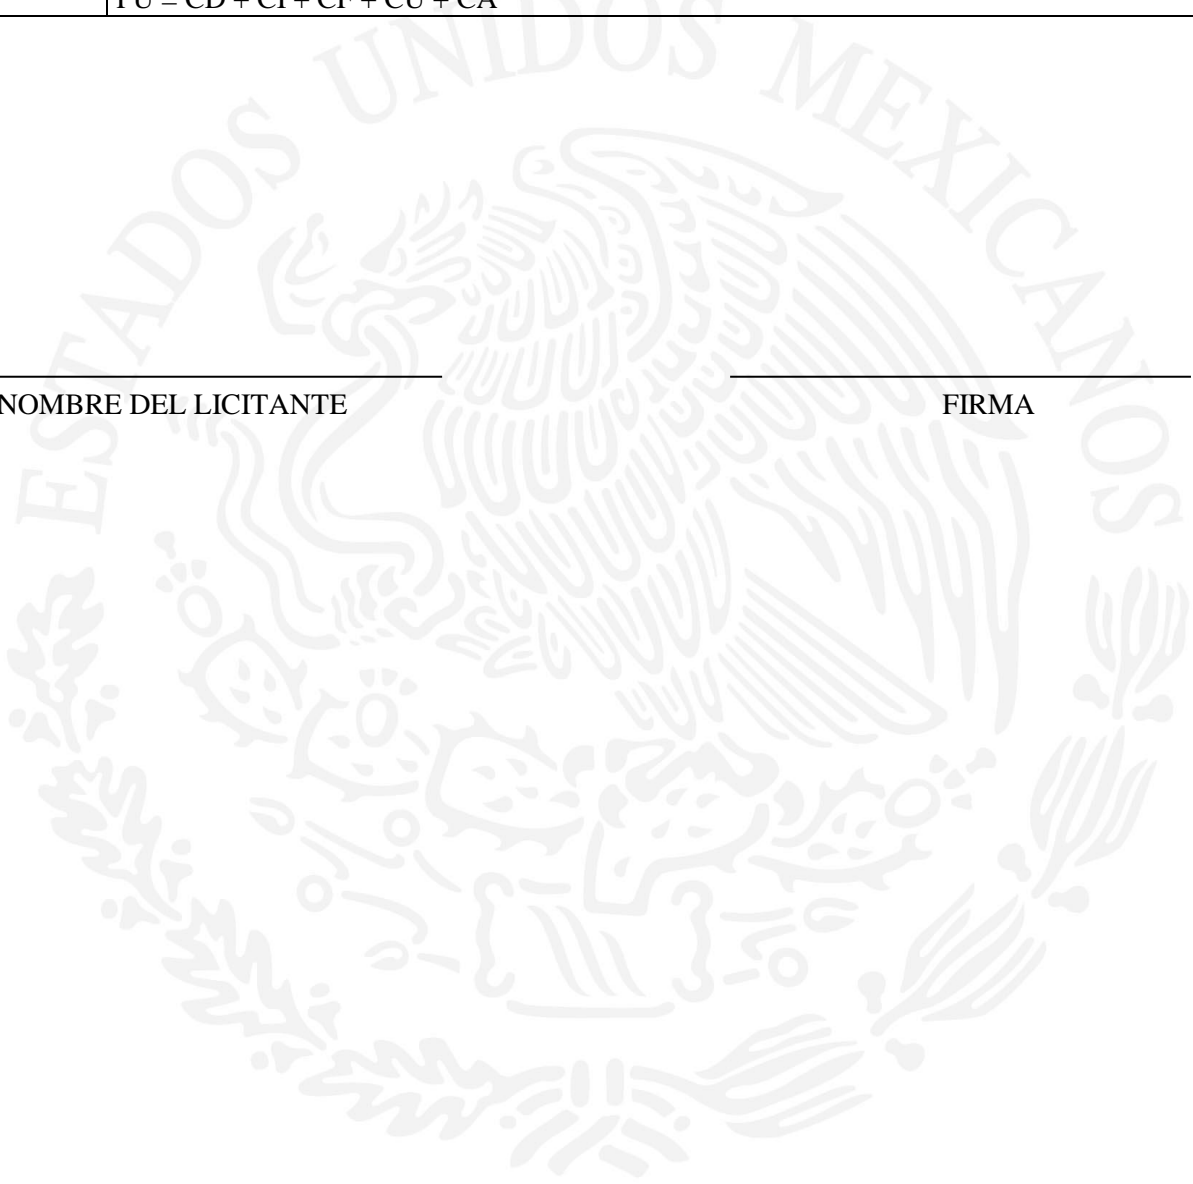 PU = CD + CI + CF + CU + CA
ESTADOS UNIDOS MEXICANOS
NOMBRE DEL LICITANTE FIRMA